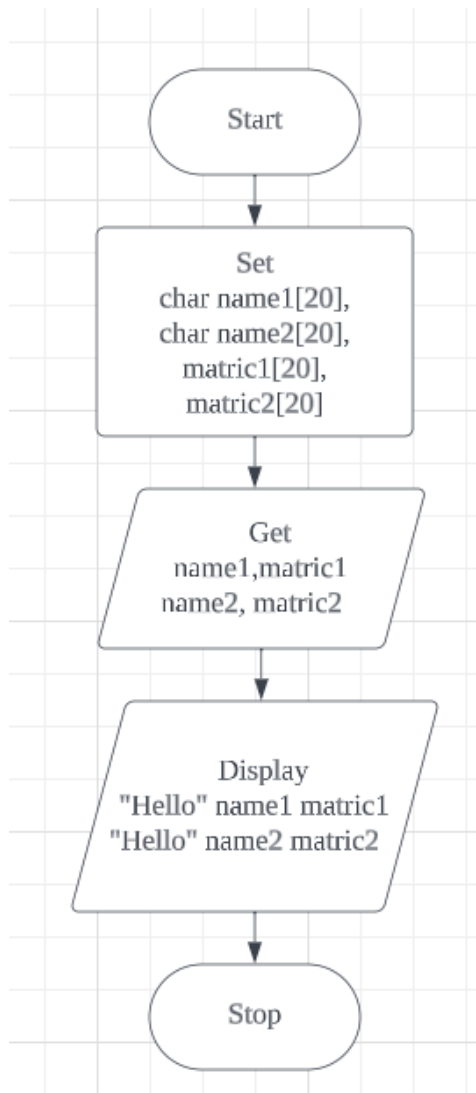 Start
Set
char name1[20],
char name2[20],
matric1[20],
matric2[20]
Get
name1,matric1
name2, matric2
Display
"Hello" name1 matric1
"Hello" name2 matric2
Stop